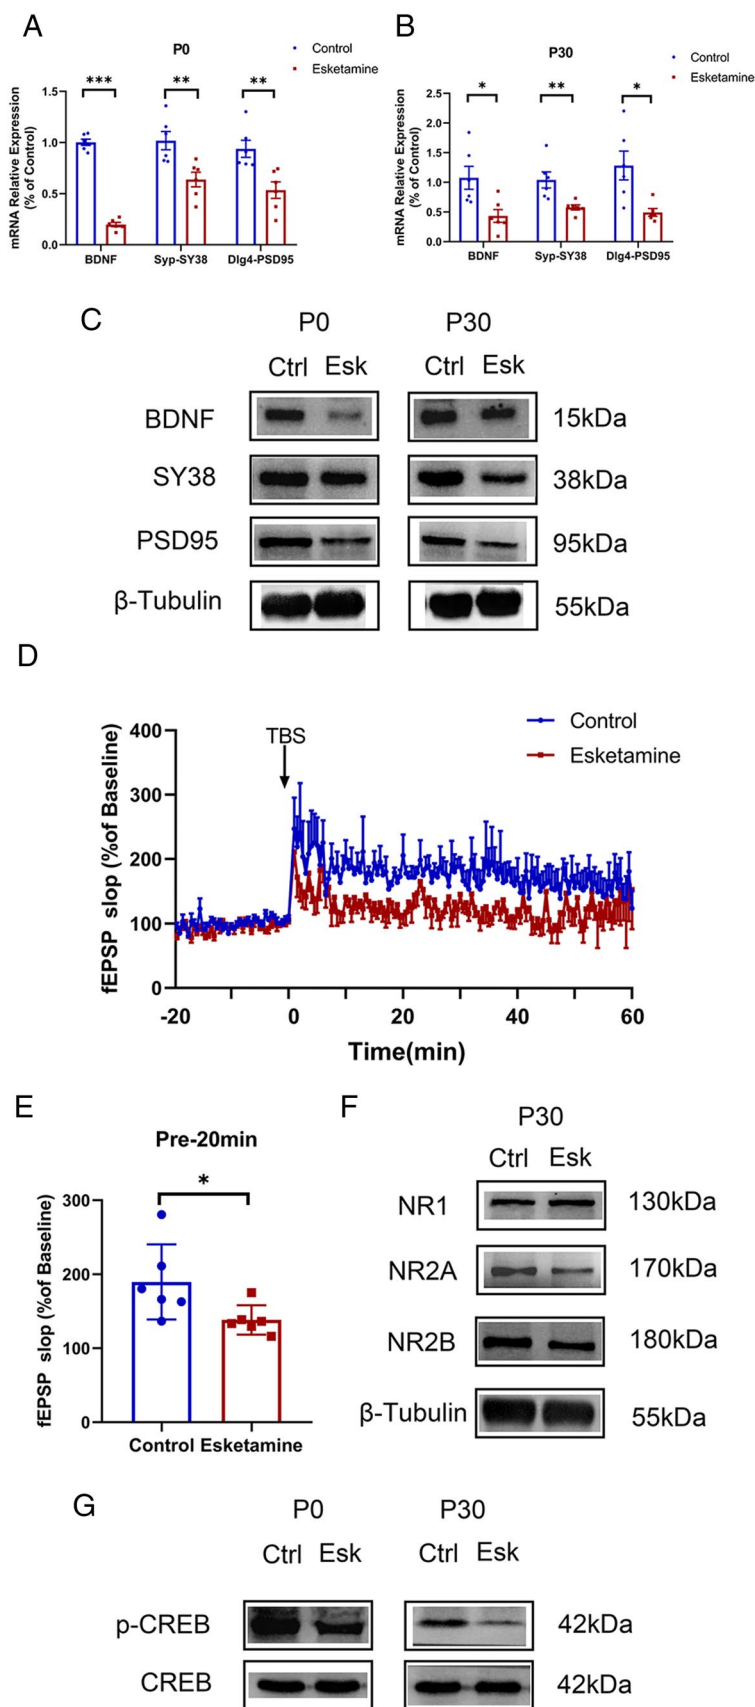 A
P0
Control
Esketamine
mRNA Relative Expression
(% of Control)
1.5
1.0
0.5
0.0
***
**
**
BDNF
Syp-SY38
Dlg4-PSD95
B
P30
Control
Esketamine
mRNA Relative Expression
(% of Control)
2.5
2.0
1.5
1.0
0.5
0.0
*
**
*
BDNF
Syp-SY38
Dlg4-PSD95
C
P0
P30
Ctrl Esk
Ctrl Esk
BDNF
15kDa
SY38
38kDa
PSD95
95kDa
β-Tubulin
55kDa
D
Control
Esketamine
TBS
fEPSP slop (%of Baseline)
400
300
200
100
0
-20 0 20 40 60
Time(min)
E
Pre-20min
*
fEPSP slop (%of Baseline)
300
200
100
0
Control Esketamine
F
P30
Ctrl Esk
NR1
130kDa
NR2A
170kDa
NR2B
180kDa
β-Tubulin
55kDa
G
P0
P30
Ctrl Esk
Ctrl Esk
p-CREB
42kDa
CREB
42kDa